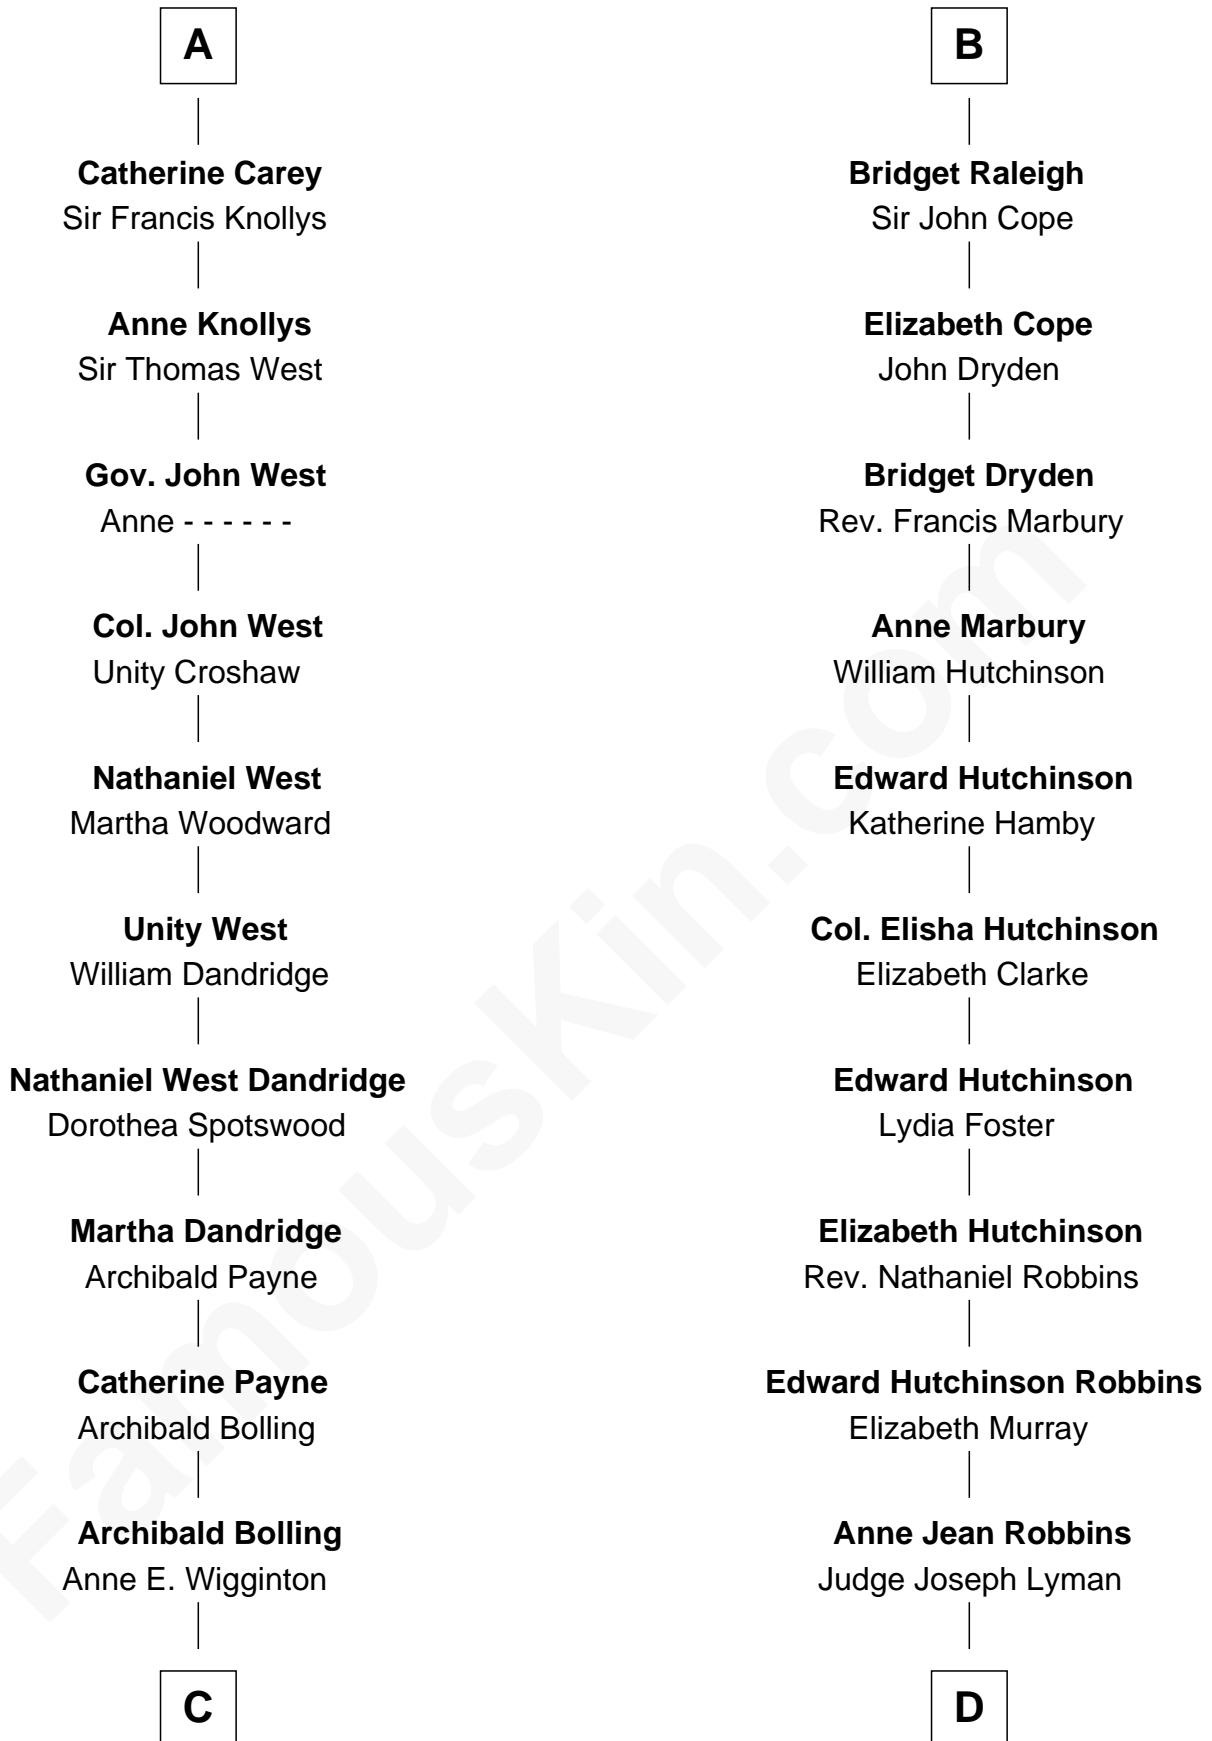 A
Catherine Carey
Sir Francis Knollys
Anne Knollys
Sir Thomas West
Gov. John West
Anne - - - - - -
Col. John West
Unity Croshaw
Nathaniel West
Martha Woodward
Unity West
William Dandridge
Nathaniel West Dandridge
Dorothea Spotswood
Martha Dandridge
Archibald Payne
Catherine Payne
Archibald Bolling
Archibald Bolling
Anne E. Wigginton
C
B
Bridget Raleigh
Sir John Cope
Elizabeth Cope
John Dryden
Bridget Dryden
Rev. Francis Marbury
Anne Marbury
William Hutchinson
Edward Hutchinson
Katherine Hamby
Col. Elisha Hutchinson
Elizabeth Clarke
Edward Hutchinson
Lydia Foster
Elizabeth Hutchinson
Rev. Nathaniel Robbins
Edward Hutchinson Robbins
Elizabeth Murray
Anne Jean Robbins
Judge Joseph Lyman
D
FamousKin.com